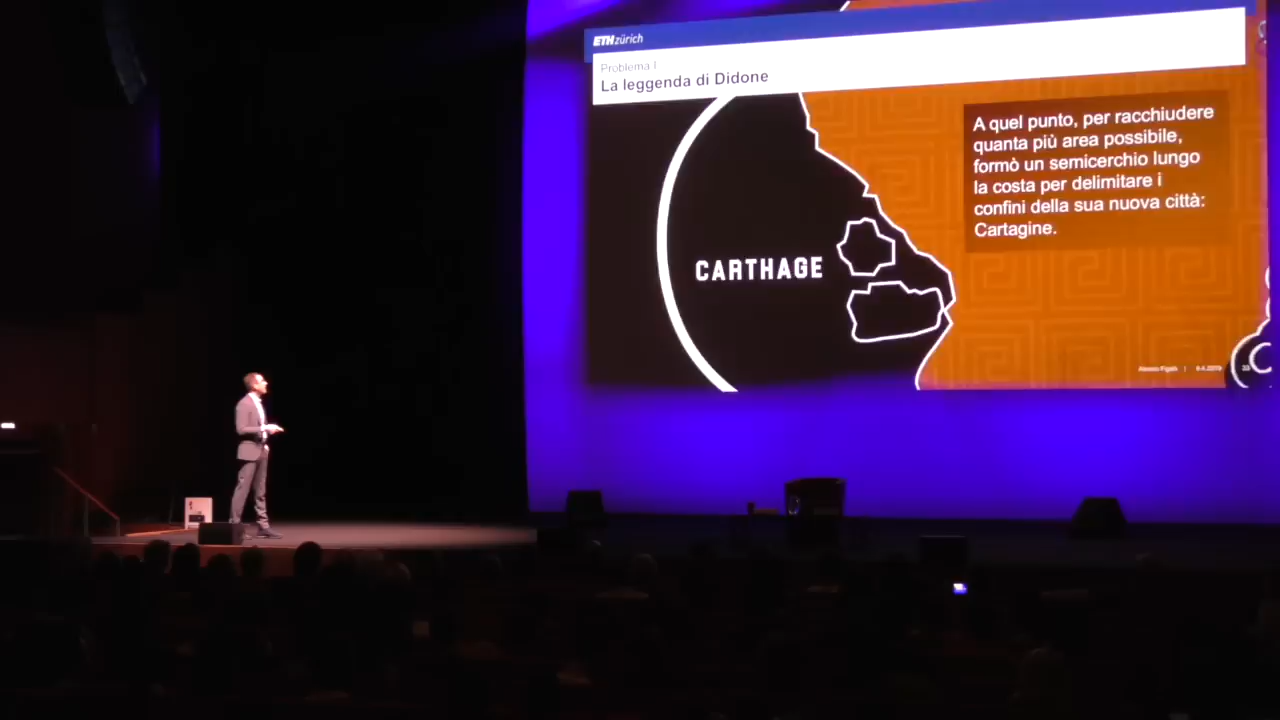 ETH zürich
Problema I
La leggenda di Didone
A quel punto, per racchiudere
quanta più area possibile,
formò un semicerchio lungo
la costa per delimitare i
confini della sua nuova città:
Cartagine.
CARTHAGE